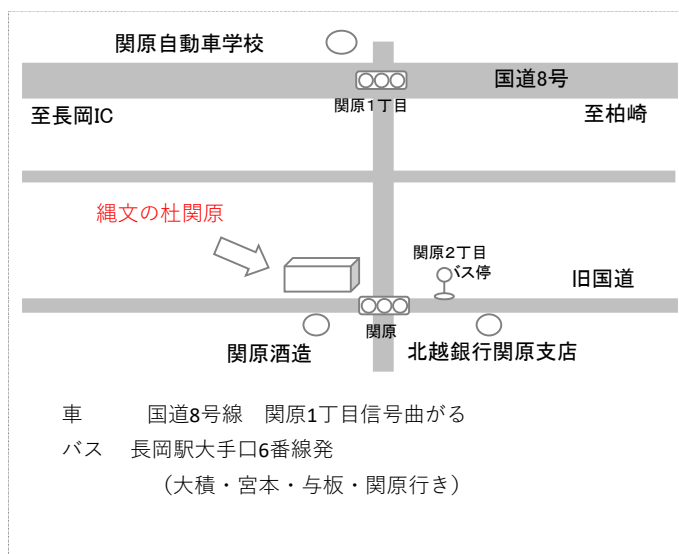 関原自動車学校
国道8号
関原1丁目
至長岡IC
至柏崎
縄文の杜関原
関原2丁目
バス停
旧国道
関原
関原酒造
北越銀行関原支店
車　　　国道8号線　関原1丁目信号曲がる
バス　長岡駅大手口6番線発
（大積・宮本・与板・関原行き）